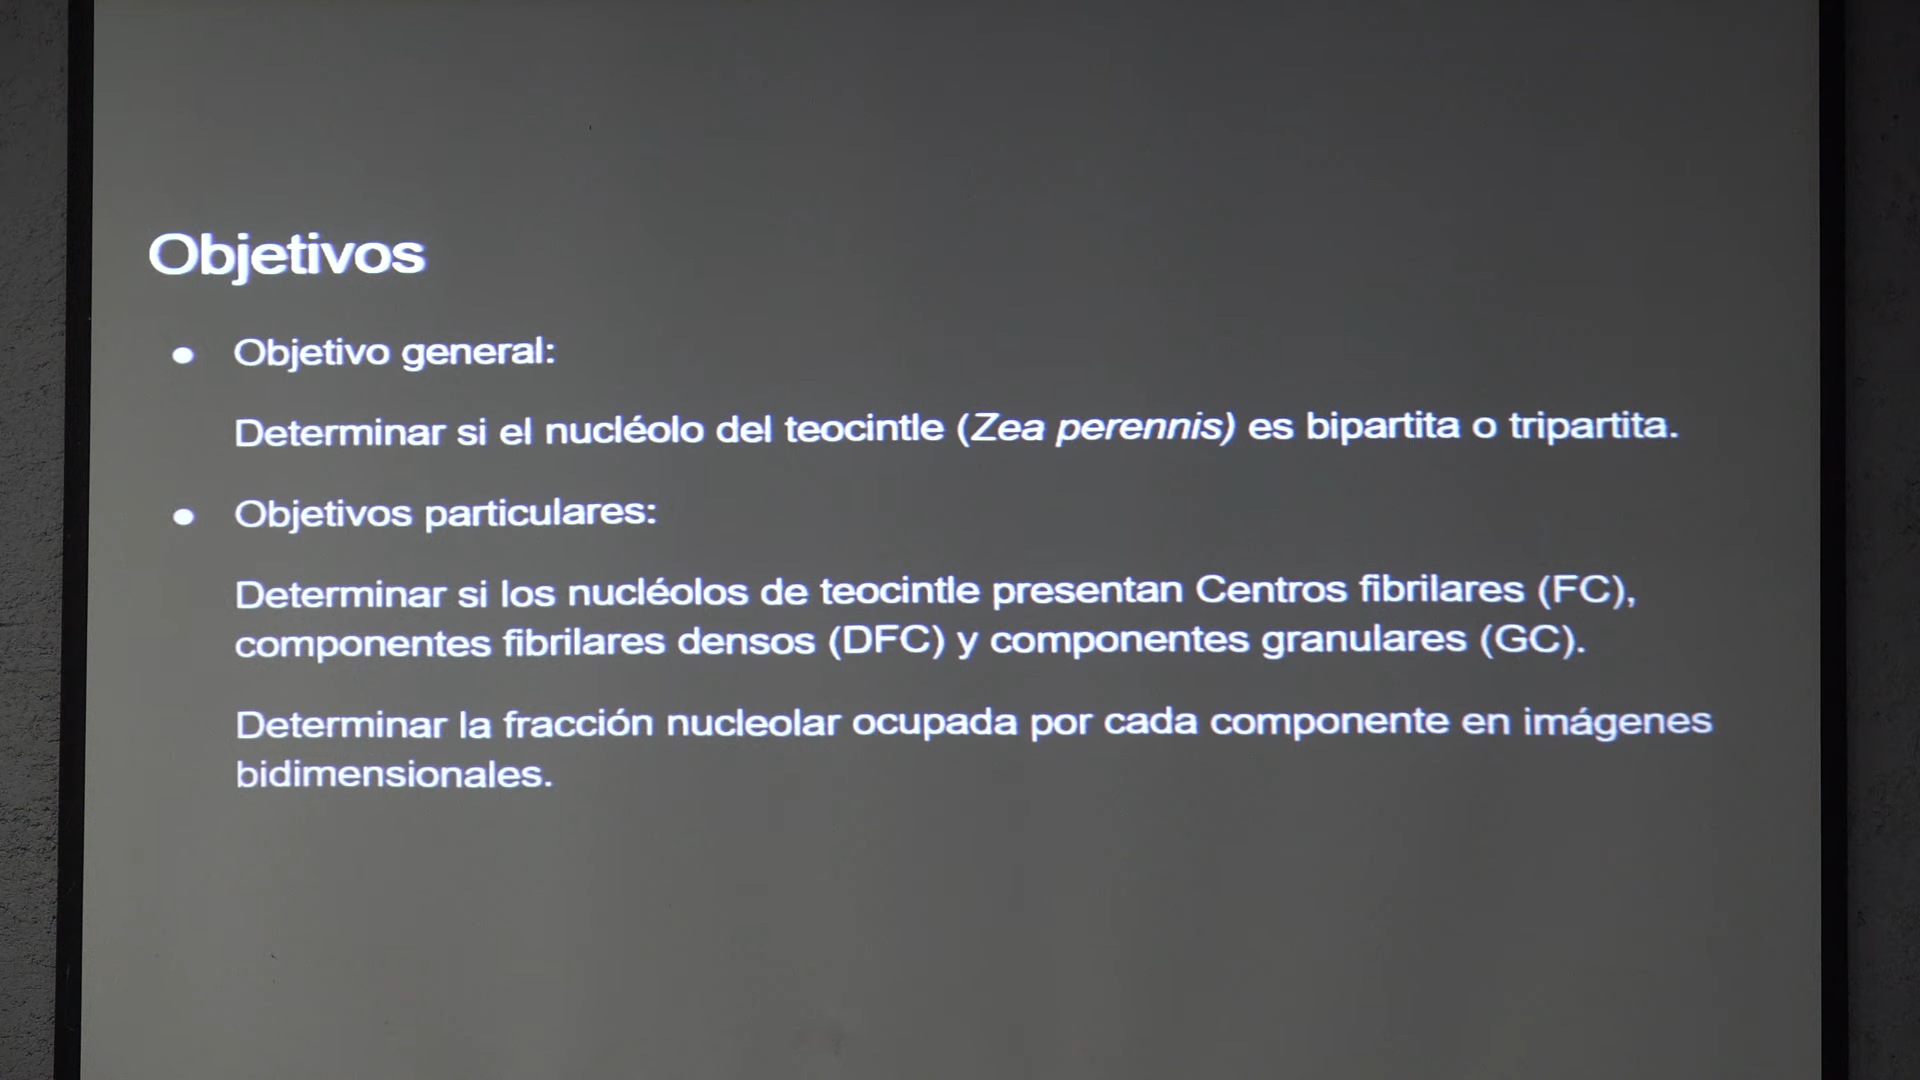 Objetivos
● Objetivo general:
Determinar si el nucléolo del teocintle (Zea perennis) es bipartita o tripartita.
● Objetivos particulares:
Determinar si los nucléolos de teocintle presentan Centros fibrilares (FC),
componentes fibrilares densos (DFC) y componentes granulares (GC).
Determinar la fracción nucleolar ocupada por cada componente en imágenes
bidimensionales.